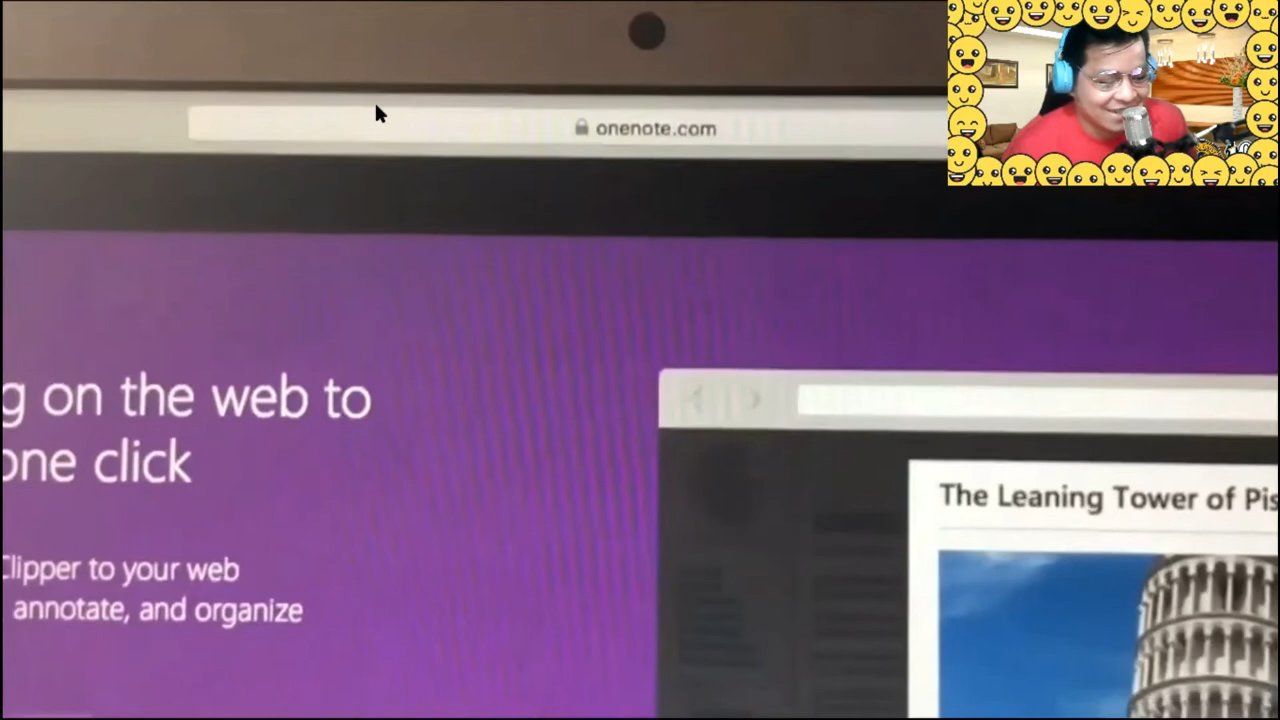 onenote.com
g on the web to
one click
Clipper to your web
annotate, and organize
The Leaning Tower of Pis